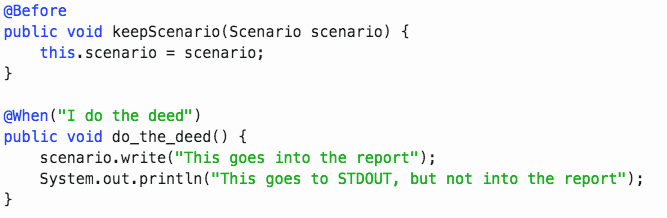 @Before
public void keepScenario(Scenario scenario) {
    this.scenario = scenario;
}

@When("I do the deed")
public void do_the_deed() {
    scenario.write("This goes into the report");
    System.out.println("This goes to STDOUT, but not into the report");
}